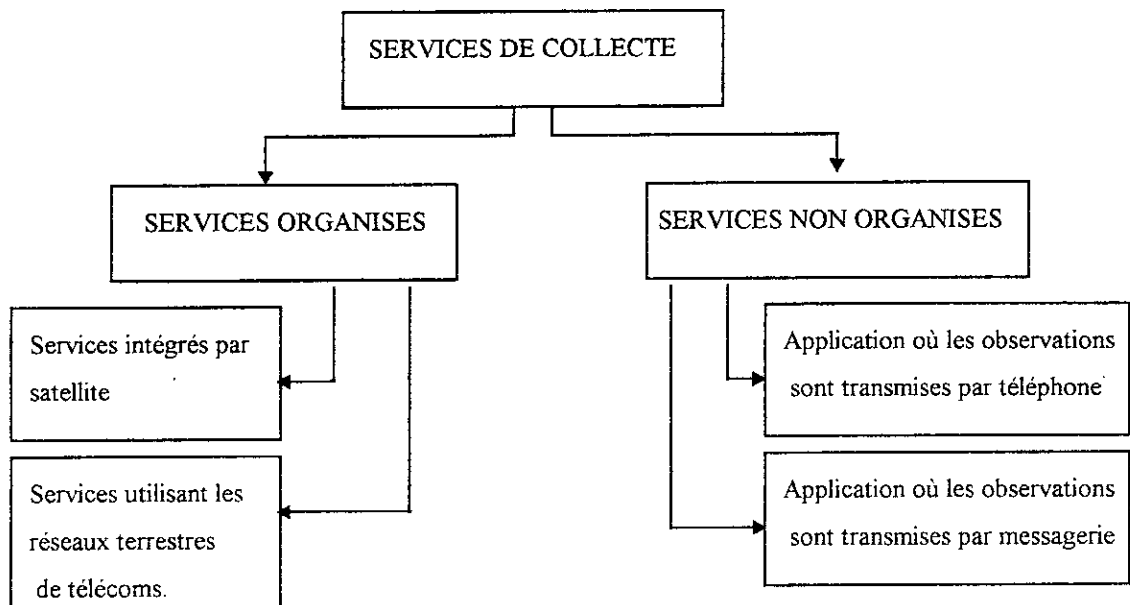 SERVICES DE COLLECTE
SERVICES ORGANISES
SERVICES NON ORGANISES
Services intégrés par
satellite
Services utilisant les
réseaux terrestres
de télécoms.
Application où les observations
sont transmises par téléphone
Application où les observations
sont transmises par messagerie